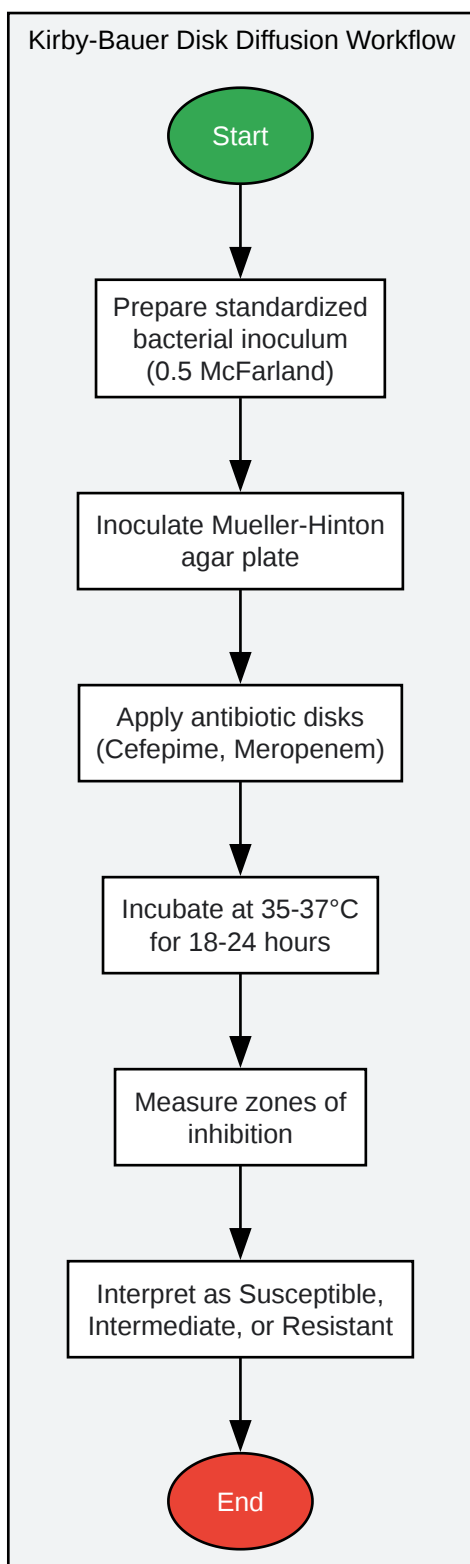 Kirby-Bauer Disk Diffusion Workflow
Start
Prepare standardized
bacterial inoculum
(0.5 McFarland)
Inoculate Mueller-Hinton
agar plate
Apply antibiotic disks
(Cefepime, Meropenem)
Incubate at 35-37°C
for 18-24 hours
Measure zones of
inhibition
Interpret as Susceptible,
Intermediate, or Resistant
End